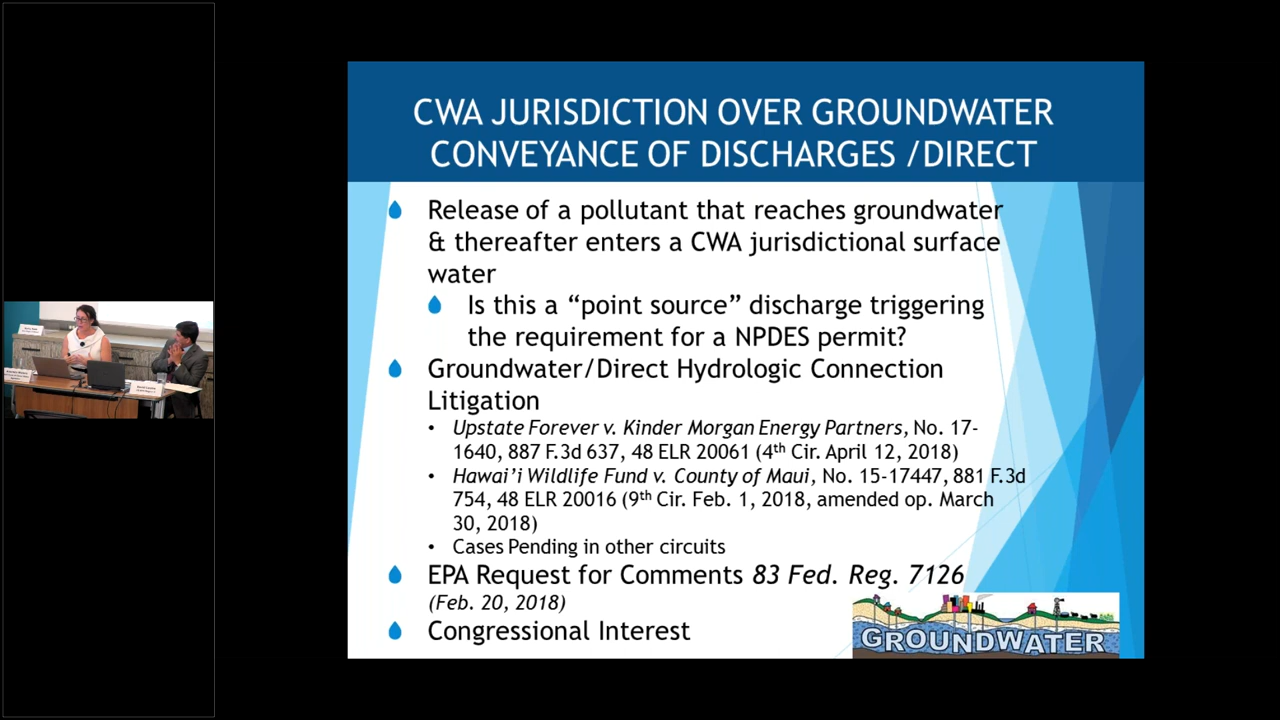 CWA JURISDICTION OVER GROUNDWATER
CONVEYANCE OF DISCHARGES /DIRECT
Release of a pollutant that reaches groundwater
& thereafter enters a CWA jurisdictional surface
water
Is this a “point source” discharge triggering
the requirement for a NPDES permit?
Groundwater/Direct Hydrologic Connection
Litigation
• Upstate Forever v. Kinder Morgan Energy Partners, No. 17-
1640, 887 F.3d 637, 48 ELR 20061 (4th Cir. April 12, 2018)
• Hawai’i Wildlife Fund v. County of Maui, No. 15-17447, 881 F.3d
754, 48 ELR 20016 (9th Cir. Feb. 1, 2018, amended op. March
30, 2018)
• Cases Pending in other circuits
EPA Request for Comments 83 Fed. Reg. 7126
(Feb. 20, 2018)
Congressional Interest
GROUNDWATER